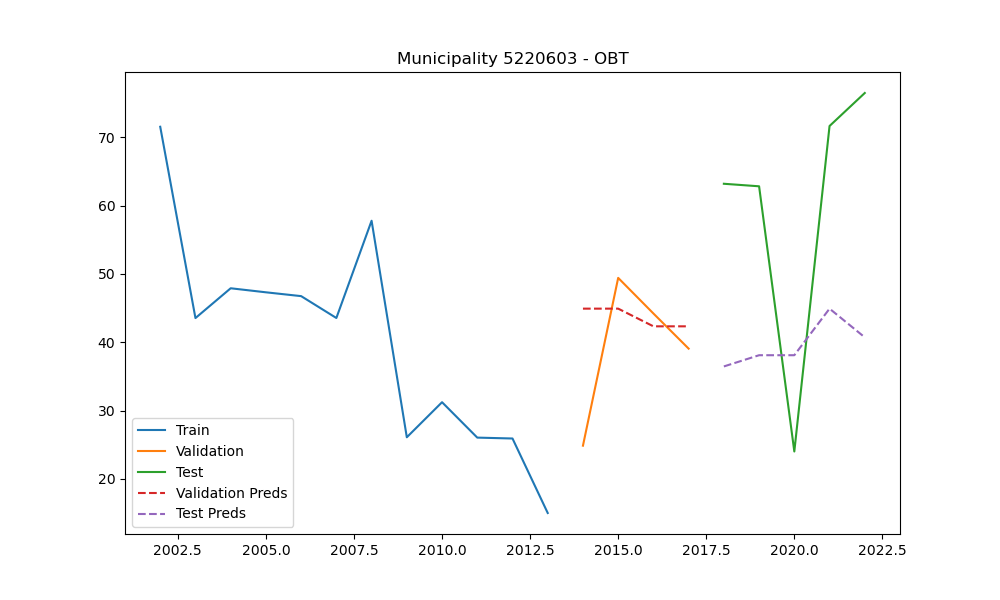 Municipality 5220603 - OBT
70
60
50
40
30
20
Train
Validation
Test
Validation Preds
Test Preds
2002.5 2005.0 2007.5 2010.0 2012.5 2015.0 2017.5 2020.0 2022.5